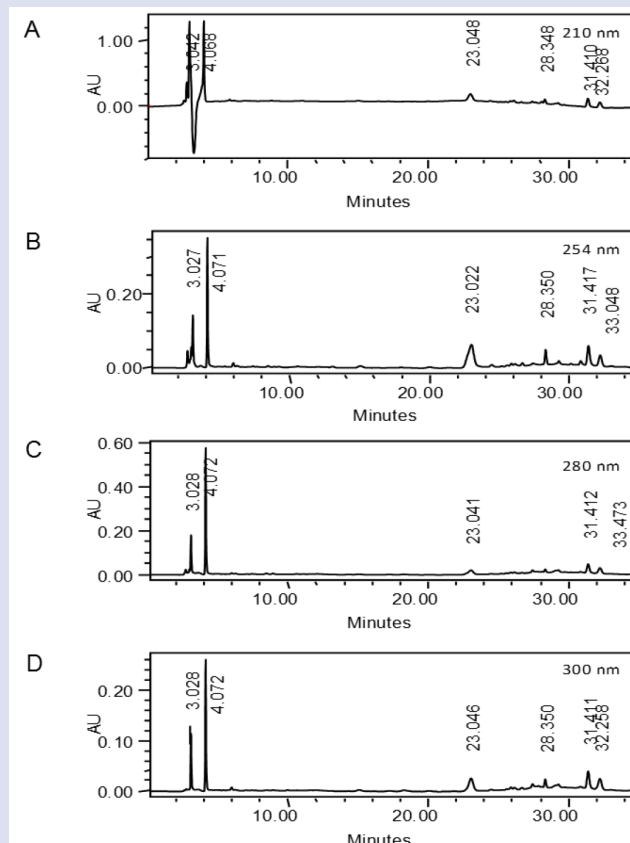 A
210 nm
3.042
4.068
23.048
28.348
31.410
32.268
1.00
0.00
AU
10.00 20.00 30.00
Minutes
B
254 nm
3.027
4.071
23.022
28.350
31.417
33.048
0.20
0.00
AU
10.00 20.00 30.00
Minutes
C
280 nm
3.028
4.072
23.041
31.412
33.473
0.60
0.40
0.20
0.00
AU
10.00 20.00 30.00
Minutes
D
300 nm
3.028
4.072
23.046
28.350
31.411
32.258
0.20
0.10
0.00
AU
10.00 20.00 30.00
Minutes